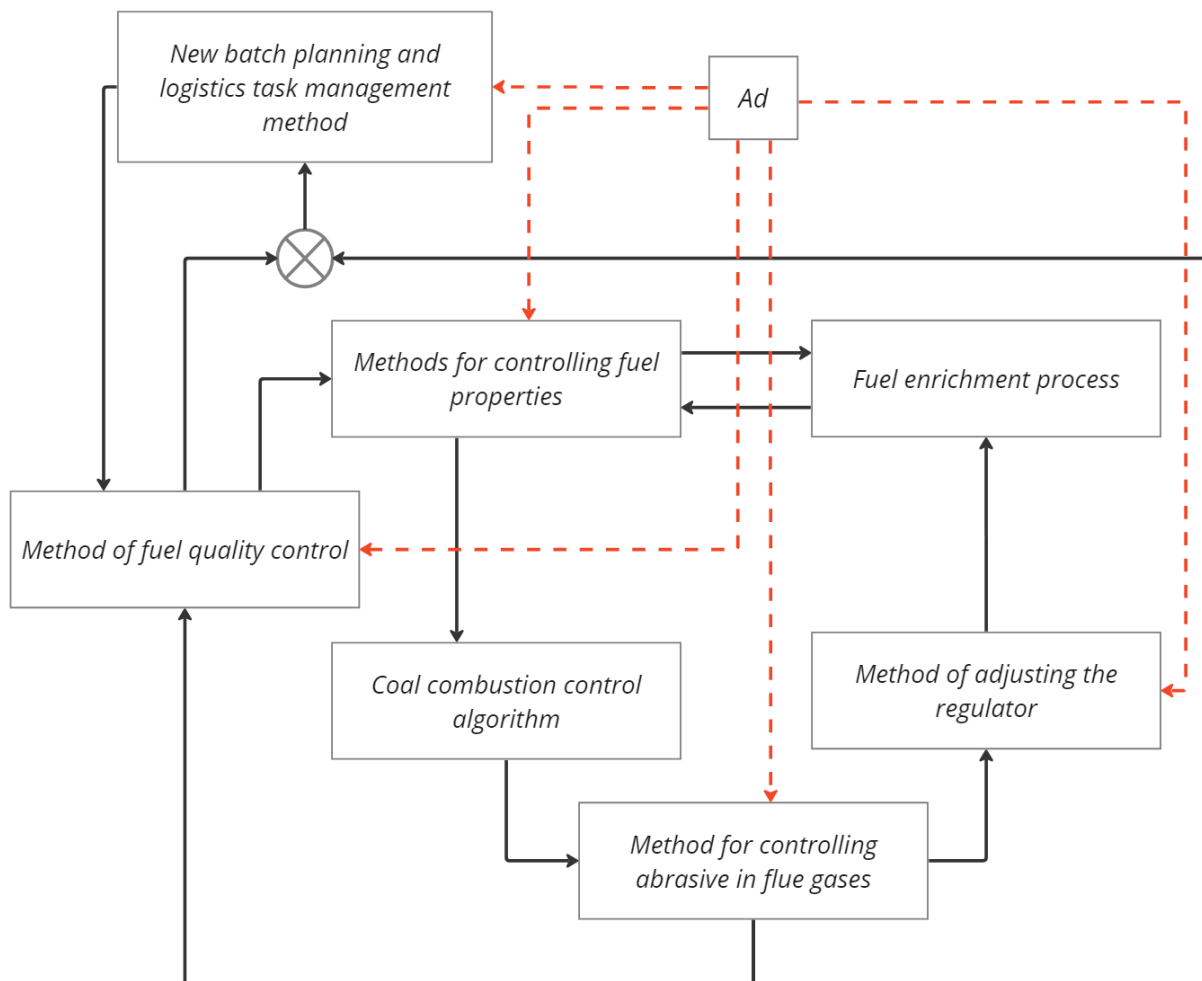 New batch planning and
logistics task management
method
Ad
Methods for controlling fuel
properties
Fuel enrichment process
Method of fuel quality control
Coal combustion control
algorithm
Method of adjusting the
regulator
Method for controlling
abrasive in flue gases